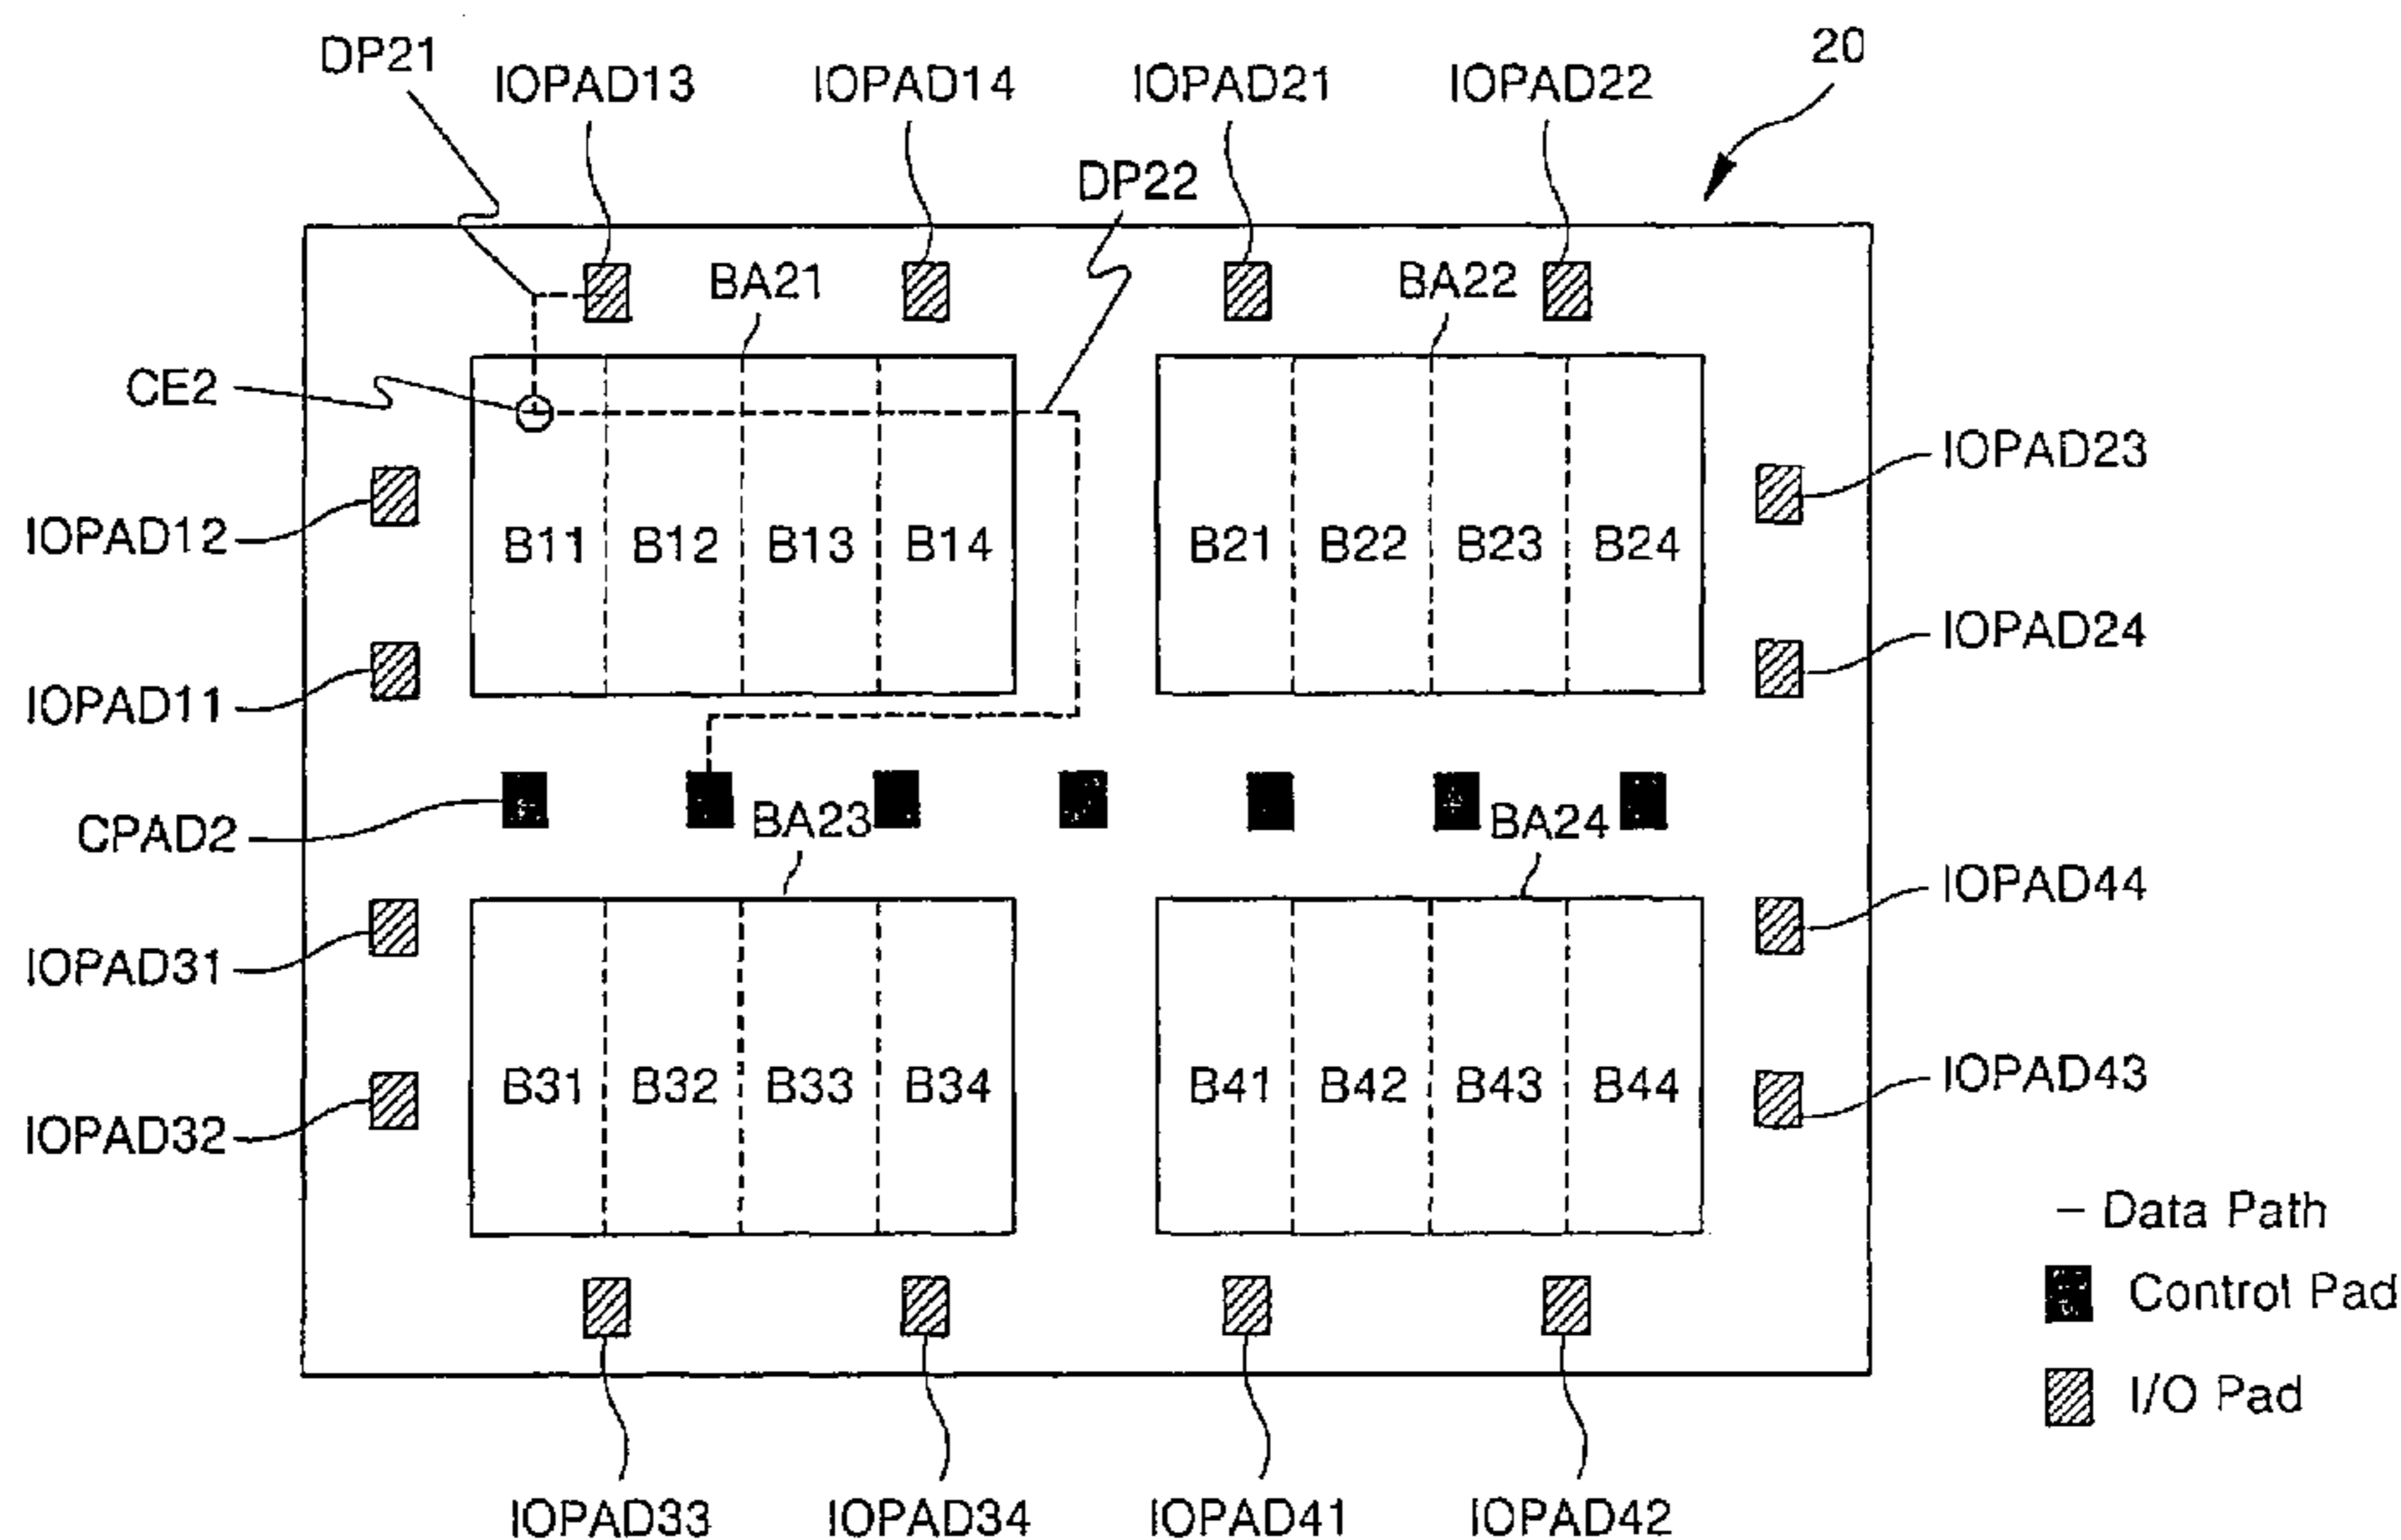 DP21
IOPAD13
IOPAD14
IOPAD21
IOPAD22
20
DP22
BA21
BA22
CE2
IOPAD12
IOPAD23
B11
B12
B13
B14
B21
B22
B23
B24
IOPAD11
IOPAD24
CPAD2
BA23
BA24
IOPAD31
IOPAD44
B31
B32
B33
B34
B41
B42
B43
B44
IOPAD32
IOPAD43
Data Path
Control Pad
I/O Pad
IOPAD33
IOPAD34
IOPAD41
IOPAD42